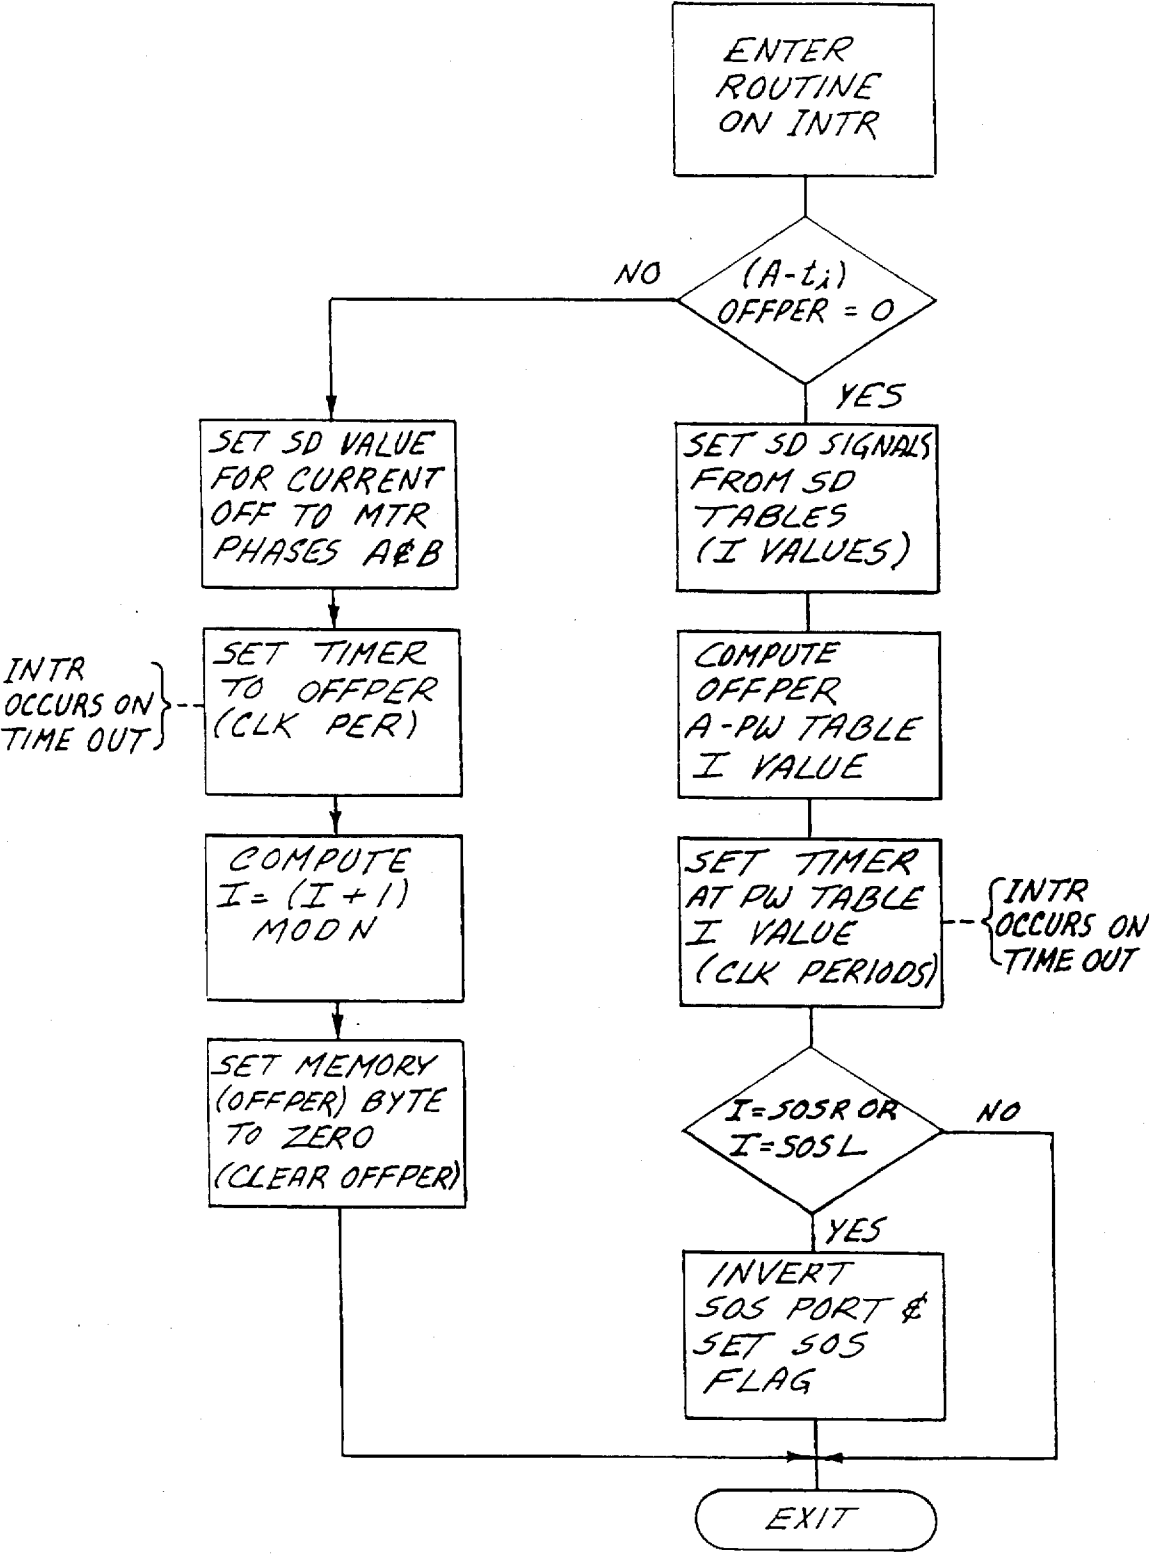 ENTER
ROUTINE
ON INTR
(A-ti)
OFFPER = 0
NO
YES
SET SD VALUE
FOR CURRENT
OFF TO MTR
PHASES A&B
SET TIMER
TO OFFPER
(CLK PER)
INTR
OCCURS ON
TIME OUT
COMPUTE
I = (I + 1)
MOD N
SET MEMORY
(OFFPER) BYTE
TO ZERO
(CLEAR OFFPER)
SET SD SIGNALS
FROM SD
TABLES
(I VALUES)
COMPUTE
OFFPER
A-PW TABLE
I VALUE
SET TIMER
AT PW TABLE
I VALUE
(CLK PERIODS)
INTR
OCCURS ON
TIME OUT
I=SOSR OR
I=SOSL
NO
YES
INVERT
SOS PORT &
SET SOS
FLAG
EXIT